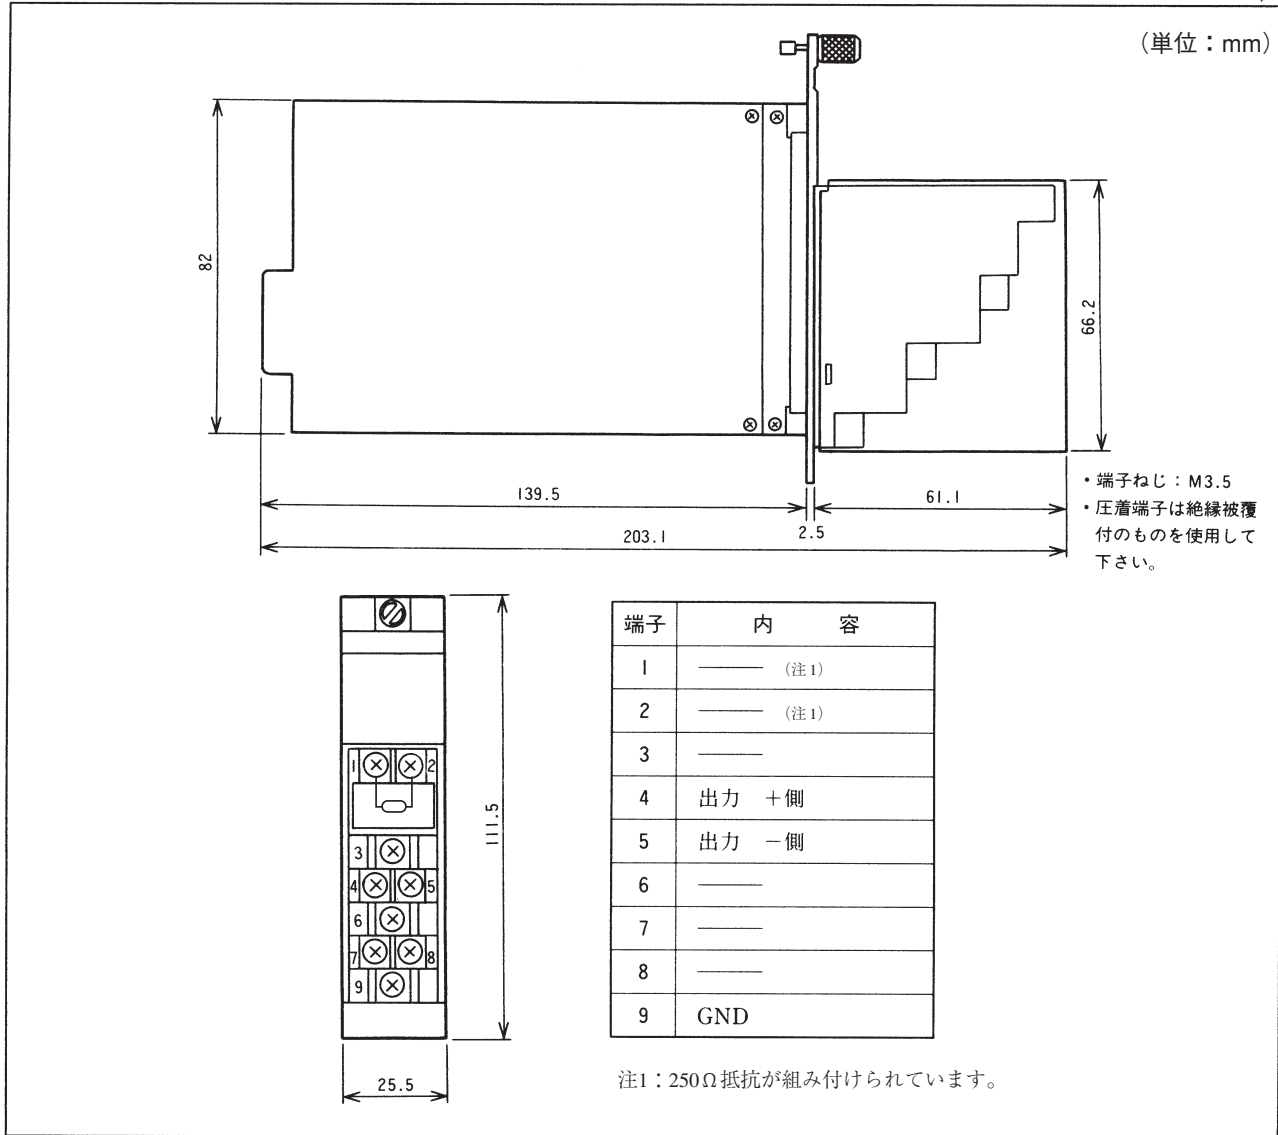 (単位：mm)
82
66.2
139.5
61.1
2.5
203.1
・端子ねじ：M3.5
・圧着端子は絶縁被覆
付のものを使用して
下さい。
1 2
3
4 5
6
7 8
9
111.5
25.5
端子 内 容
1 ——— (注1)
2 ——— (注1)
3 ———
4 出力 ＋側
5 出力 －側
6 ———
7 ———
8 ———
9 GND
注1：250Ω抵抗が組み付けられています。